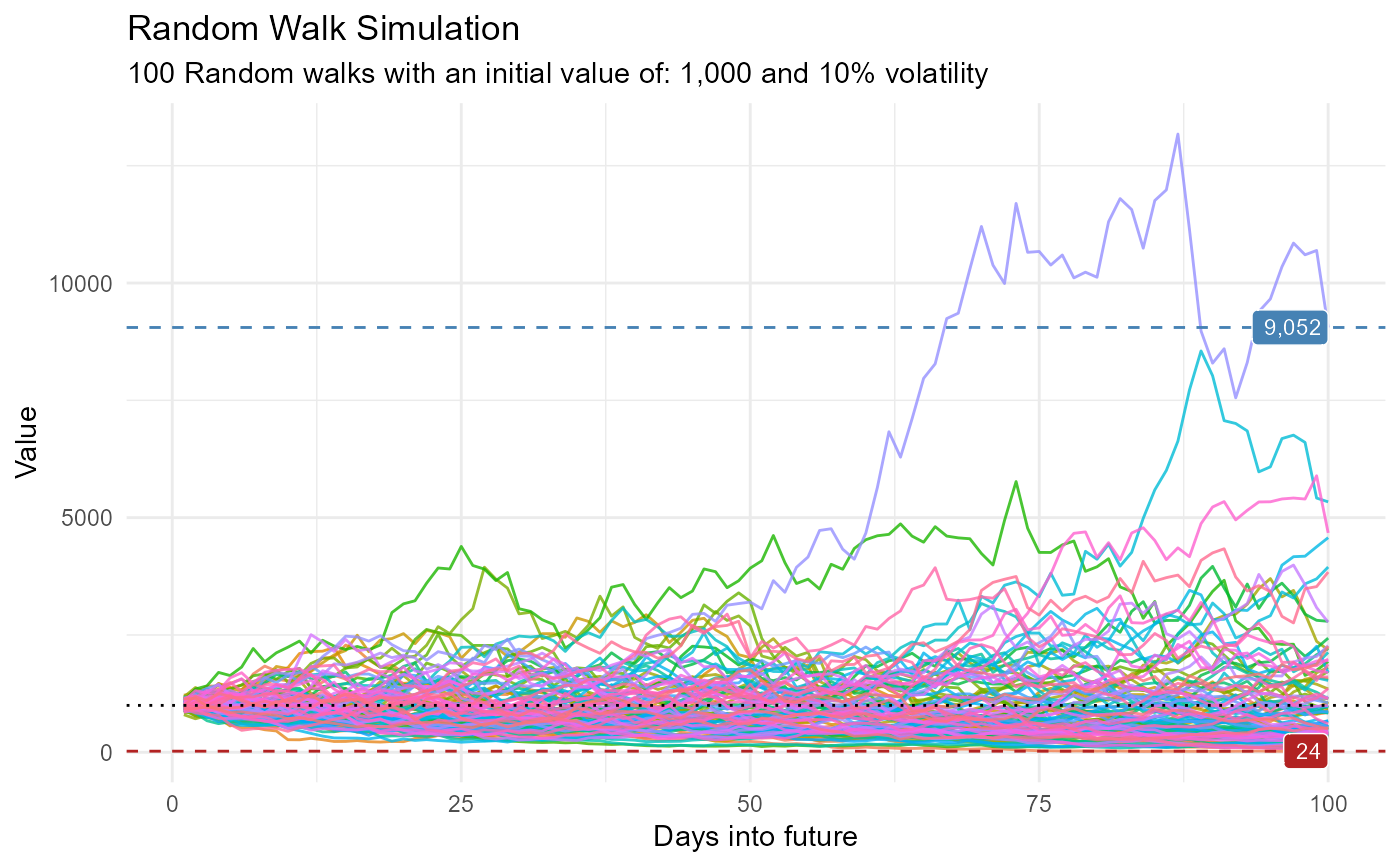 Random Walk Simulation
100 Random walks with an initial value of: 1,000 and 10% volatility
Value
10000
5000
0
9,052
24
0 25 50 75 100
Days into future